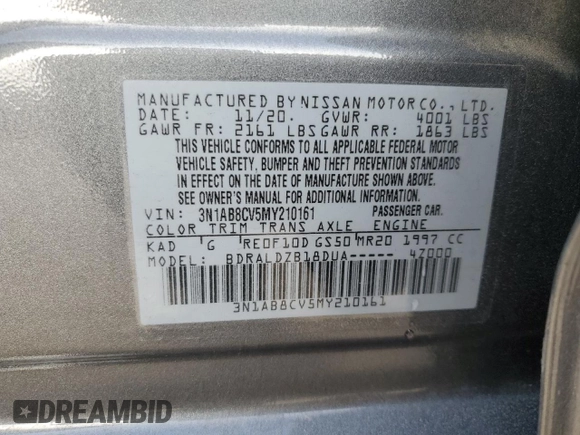 MANUFACTURED BY NISSAN MOTOR CO., LTD.
DATE: 11/20. GVWR: 4001 LBS
GAWR FR: 2161 LBS GAWR RR: 1863 LBS
THIS VEHICLE CONFORMS TO ALL APPLICABLE FEDERAL MOTOR
VEHICLE SAFETY, BUMPER AND THEFT PREVENTION STANDARDS
IN EFFECT ON THE DATE OF MANUFACTURE SHOWN ABOVE.
SEE OWNER'S MANUAL FOR ADDITIONAL INFORMATION
VIN: 3N1AB8CV5MY210161 PASSENGER CAR.
COLOR TRIM TRANS AXLE ENGINE
KAD 'G 'RE0F10D GS50 MR20 1997 CC
MODEL: BDRALDZB18DUA----- 4Z000
3N1AB8CV5MY210161
DREAMBID